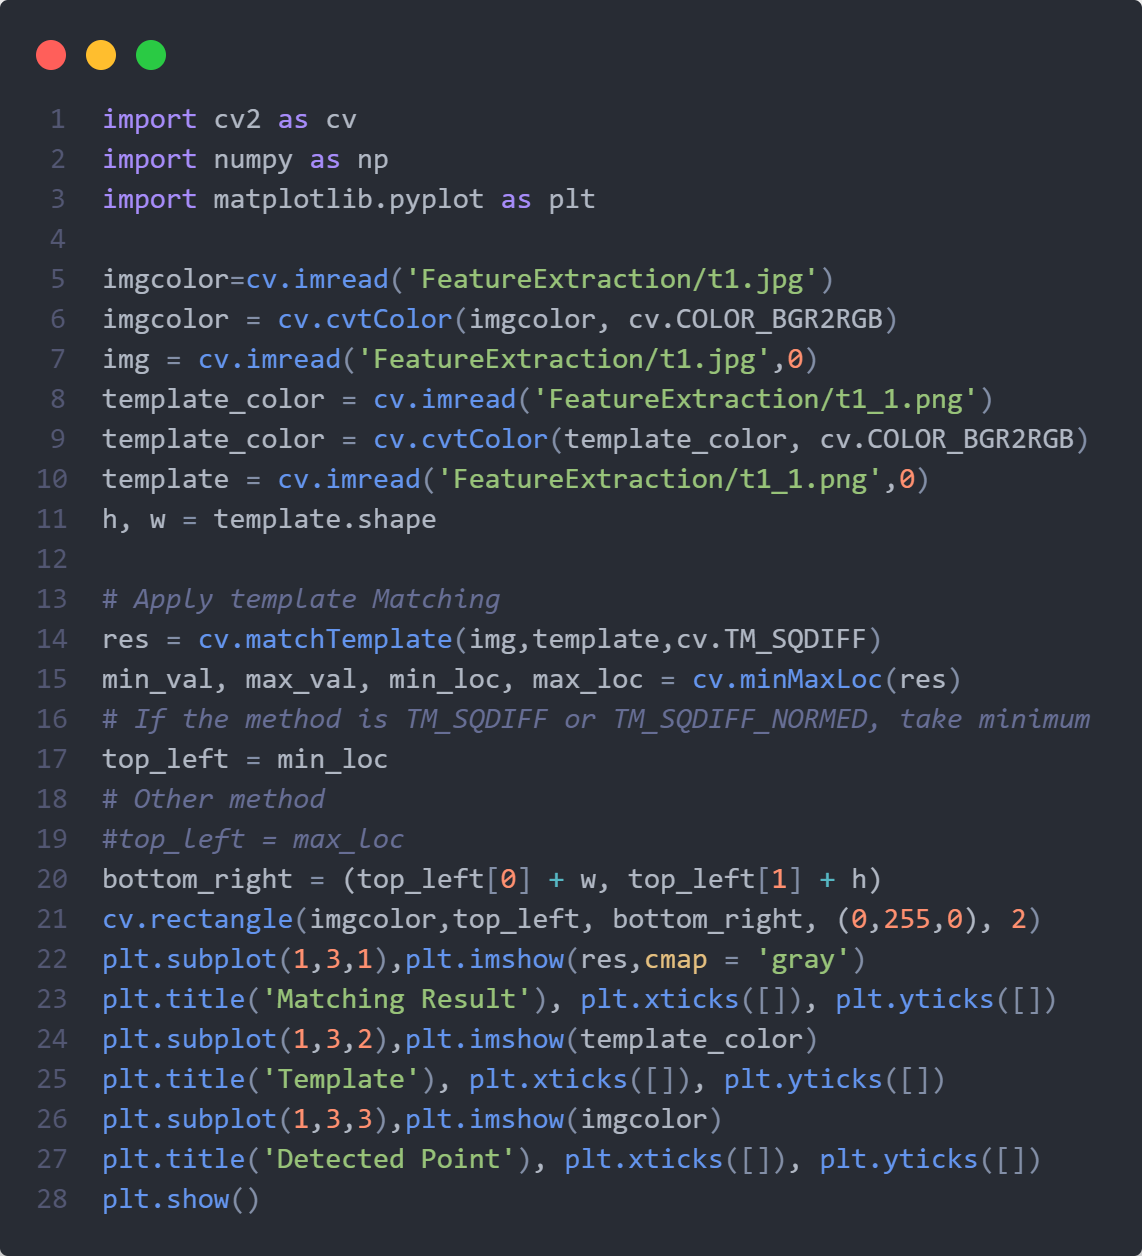 1 import cv2 as cv
2 import numpy as np
3 import matplotlib.pyplot as plt
4
5 imgcolor=cv.imread('FeatureExtraction/t1.jpg')
6 imgcolor = cv.cvtColor(imgcolor, cv.COLOR_BGR2RGB)
7 img = cv.imread('FeatureExtraction/t1.jpg',0)
8 template_color = cv.imread('FeatureExtraction/t1_1.png')
9 template_color = cv.cvtColor(template_color, cv.COLOR_BGR2RGB)
10 template = cv.imread('FeatureExtraction/t1_1.png',0)
11 h, w = template.shape
12
13 # Apply template Matching
14 res = cv.matchTemplate(img,template,cv.TM_SQDIFF)
15 min_val, max_val, min_loc, max_loc = cv.minMaxLoc(res)
16 # If the method is TM_SQDIFF or TM_SQDIFF_NORMED, take minimum
17 top_left = min_loc
18 # Other method
19 #top_left = max_loc
20 bottom_right = (top_left[0] + w, top_left[1] + h)
21 cv.rectangle(imgcolor,top_left, bottom_right, (0,255,0), 2)
22 plt.subplot(1,3,1),plt.imshow(res,cmap = 'gray')
23 plt.title('Matching Result'), plt.xticks([]), plt.yticks([])
24 plt.subplot(1,3,2),plt.imshow(template_color)
25 plt.title('Template'), plt.xticks([]), plt.yticks([])
26 plt.subplot(1,3,3),plt.imshow(imgcolor)
27 plt.title('Detected Point'), plt.xticks([]), plt.yticks([])
28 plt.show()